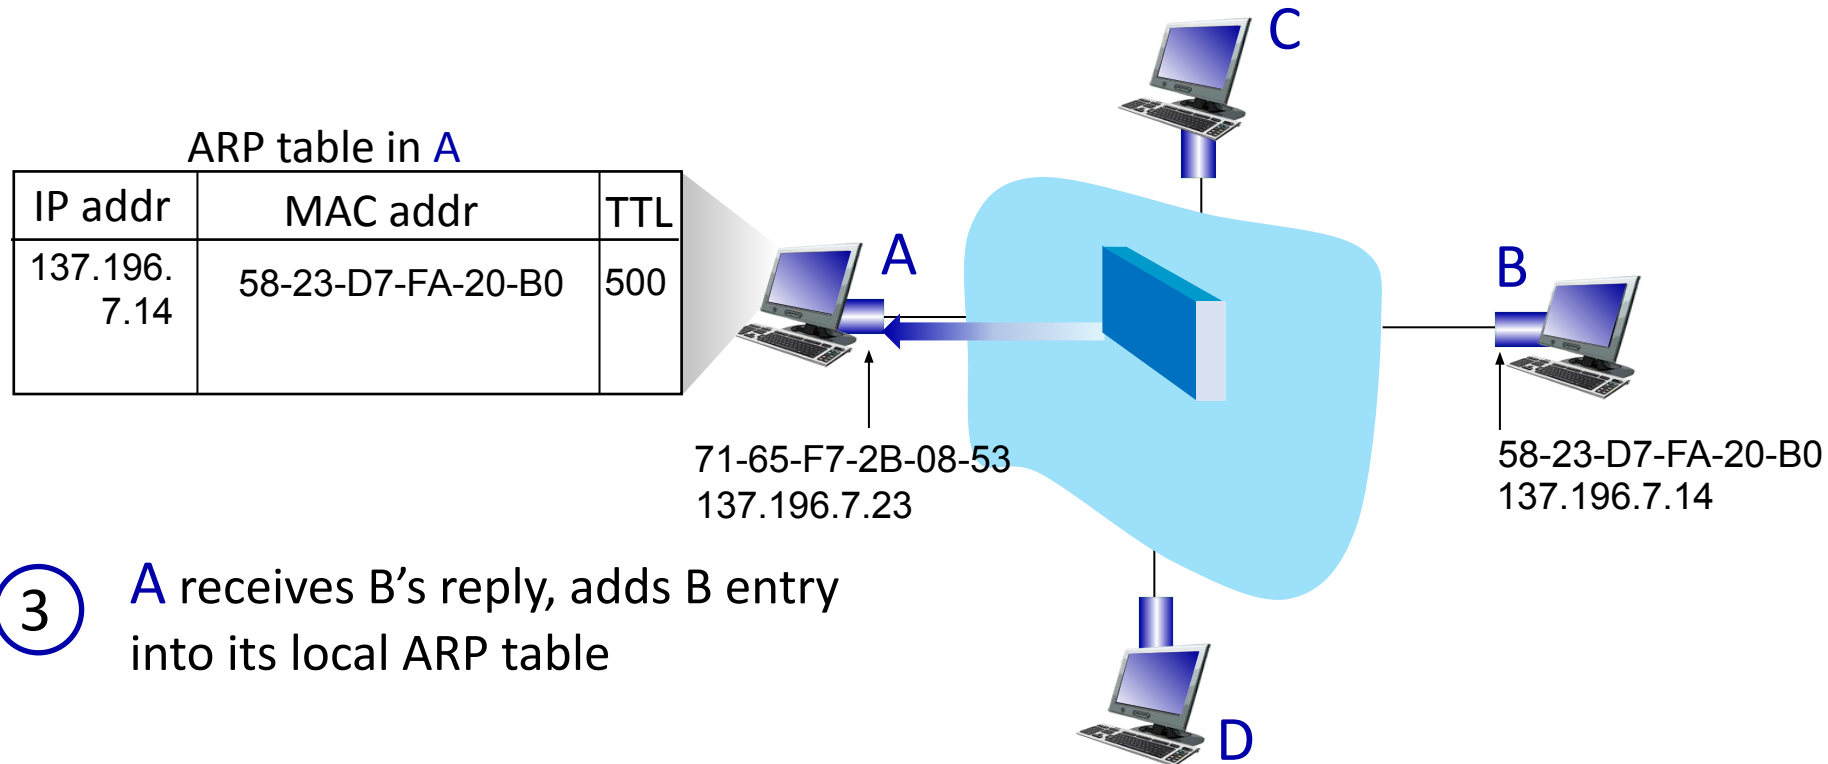 C
ARP table in A
IP addr MAC addr TTL
137.196.
7.14
58-23-D7-FA-20-B0 500
A
B
71-65-F7-2B-08-53
137.196.7.23
58-23-D7-FA-20-B0
137.196.7.14
3
A receives B’s reply, adds B entry
into its local ARP table
D